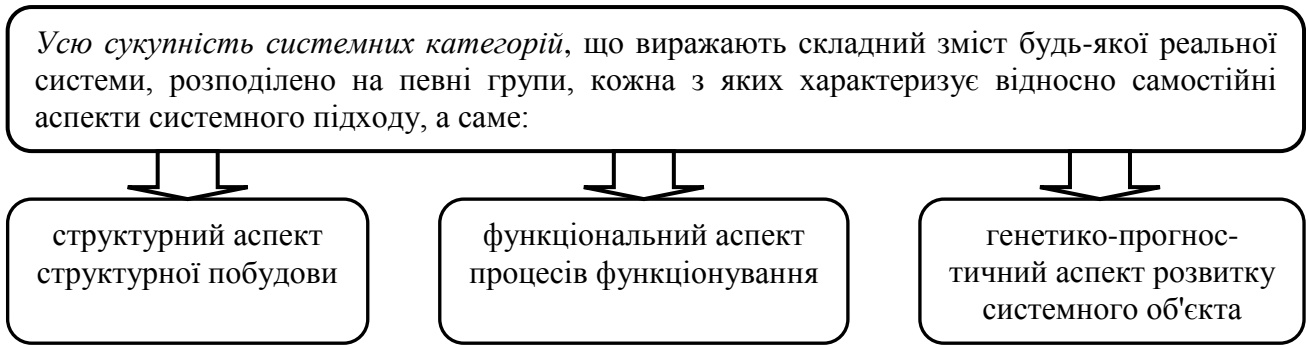 Усю сукупність системних категорій, що виражають складний зміст будь-якої реальної
системи, розподілено на певні групи, кожна з яких характеризує відносно самостійні
аспекти системного підходу, а саме:
структурний аспект
структурної побудови
функціональний аспект
процесів функціонування
генетико-прогнос-
тичний аспект розвитку
системного об'єкта